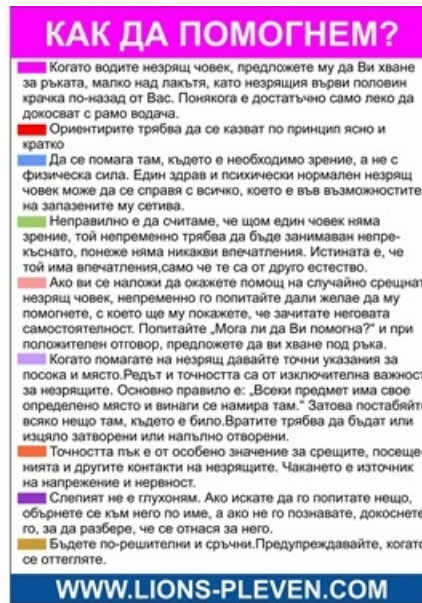 КАК ДА ПОМОГНЕМ?
Когато водите незрящ човек, предложете му да Ви хване
за ръката, малко над лакътя, като незрящия върви половин
крачка по-назад от Вас. Понякога е достатъчно само леко да
докосват с рамо водача.
Ориентирите трябва да се казват по принцип ясно и
кратко
Да се помага там, където е необходимо зрение, а не с
физическа сила. Един здрав и психически нормален незрящ
човек може да се справя с всичко, което е във възможностите
на запазените му сетива.
Неправилно е да считаме, че щом един човек няма
зрение, той непременно трябва да бъде занимаван непре-
къснато, понеже няма никакви впечатления. Истината е, че
той има впечатления,само че те са от друго естество.
Ако ви се наложи да окажете помощ на случайно срещнат
незрящ човек, непременно го попитайте дали желае да му
помогнете, с което ще му покажете, че зачитате неговата
самостоятелност. Попитайте „Мога ли да Ви помогна?" и при
положителен отговор, предложете да ви хване под ръка.
Когато помагате на незрящ давайте точни указания за
посока и място.Редът и точността са от изключителна важност
за незрящите. Основно правило е: „Всеки предмет има свое
определено място и винаги се намира там." Затова постабяйте
всяко нещо там, където е било.Вратите трябва да бъдат или
изцяло затворени или напълно отворени.
Точността пък е от особено значение за срещите, посеще-
нията и другите контакти на незрящите. Чакането е източник
на напрежение и нервност.
Слепият не е глухоням. Ако искате да го попитате нещо,
обърнете се към него по име, а ако не го познавате, докоснете
го, за да разбере, че се отнася за него.
Бъдете по-решителни и сръчни.Предупреждавайте, когато
се оттегляте.
WWW.LIONS-PLEVEN.COM